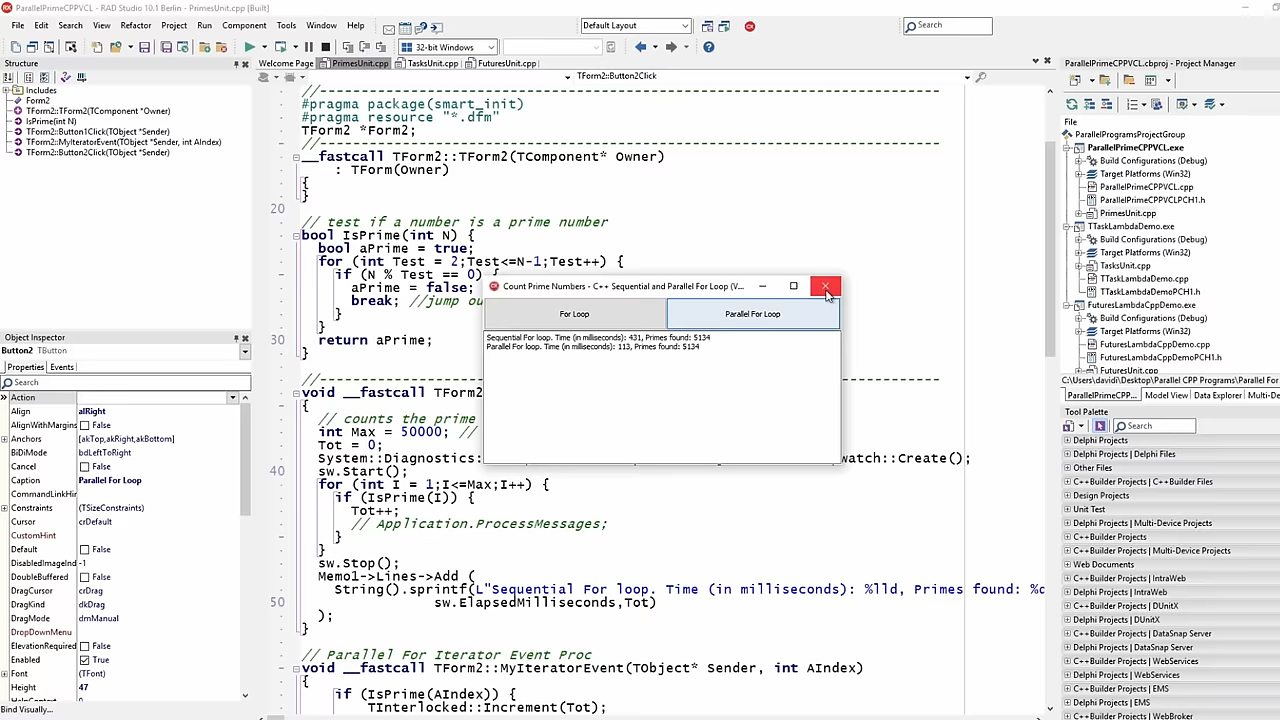 ParallelPrimeCPPVCL - RAD Studio 10.1 Berlin - PrimesUnit.cpp [Built]
File Edit Search View Refactor Project Run Component Tools Window Help
Default Layout
Search
32-bit Windows
Structure
Includes
Form2
TForm2::TForm2(TComponent *Owner)
IsPrime(int N)
TForm2::Button1Click(TObject *Sender)
TForm2::MyIteratorEvent(TObject *Sender, int AIndex)
TForm2::Button2Click(TObject *Sender)
Object Inspector
Button2 TButton
Properties Events
Search
Action
Align alRight
AlignWithMargins False
Anchors [akTop,akRight,akBottom]
BiDiMode bdLeftToRight
Cancel False
Caption Parallel For Loop
CommandLinkHin
Constraints (TSizeConstraints)
Cursor crDefault
CustomHint
Default False
DisabledImageInd -1
DoubleBuffered False
DragCursor crDrag
DragKind dkDrag
DragMode dmManual
DropDownMenu
ElevationRequired False
Enabled True
Font (TFont)
Height 47
Bind Visually...
Welcome Page PrimesUnit.cpp TasksUnit.cpp FuturesUnit.cpp
TForm2::Button2Click
//---------------------------------------------------------------------------
#pragma package(smart_init)
#pragma resource "*.dfm"
TForm2 *Form2;
//---------------------------------------------------------------------------
__fastcall TForm2::TForm2(TComponent* Owner)
: TForm(Owner)
{
}
20
// test if a number is a prime number
bool IsPrime(int N) {
bool aPrime = true;
for (int Test = 2;Test<=N-1;Test++) {
if (N % Test == 0) {
aPrime = false;
break; //jump ou
}
}
30 return aPrime;
}
//---------------------------------------------------------------------------
void __fastcall TForm2
{
// counts the prime
int Max = 50000; //
Tot = 0;
System::Diagnostics: watch::Create();
40 sw.Start();
for (int I = 1;I<=Max;I++) {
if (IsPrime(I)) {
Tot++;
// Application.ProcessMessages;
}
}
sw.Stop();
Memo1->Lines->Add (
String().sprintf(L"Sequential For loop. Time (in milliseconds): %lld, Primes found: %d
50 sw.ElapsedMilliseconds,Tot)
);
}
// Parallel For Iterator Event Proc
void __fastcall TForm2::MyIteratorEvent(TObject* Sender, int AIndex)
{
if (IsPrime(AIndex)) {
TInterlocked::Increment(Tot);
Count Prime Numbers - C++ Sequential and Parallel For Loop (V...
For Loop Parallel For Loop
Sequential For loop. Time (in milliseconds): 431, Primes found: 5134
Parallel For loop. Time (in milliseconds): 113, Primes found: 5134
ParallelPrimeCPPVCL.cbproj - Project Manager
File
ParallelProgramsProjectGroup
ParallelPrimeCPPVCL.exe
Build Configurations (Debug)
Target Platforms (Win32)
ParallelPrimeCPPVCL.cpp
ParallelPrimeCPPVCLPCH1.h
PrimesUnit.cpp
TTaskLambdaDemo.exe
Build Configurations (Debug)
Target Platforms (Win32)
TasksUnit.cpp
TTaskLambdaDemo.cpp
TTaskLambdaDemoPCH1.h
FuturesLambdaCppDemo.exe
Build Configurations (Debug)
Target Platforms (Win32)
FuturesLambdaCppDemo.cpp
FuturesLambdaCppDemoPCH1.h
FuturesUnit.cpp
C:\Users\davidi\Desktop\Parallel CPP Programs\Parallel For
ParallelPrimeCPP... Model View Data Explorer Multi-De
Tool Palette
Search
Delphi Projects
Delphi Projects | Delphi Files
Other Files
C++Builder Projects | C++Builder Files
Design Projects
Unit Test
Delphi Projects | Multi-Device Projects
C++Builder Projects
C++Builder Projects | Multi-Device Projects
Web Documents
C++Builder Projects | IntraWeb
Delphi Projects | IntraWeb
C++Builder Projects | DUnitX
Delphi Projects | DUnitX
C++Builder Projects | DataSnap Server
C++Builder Projects | WebServices
Delphi Projects | DataSnap Server
Delphi Projects | WebServices
C++Builder Projects | EMS
Delphi Projects | EMS
C++Builder Projects | WebBroker